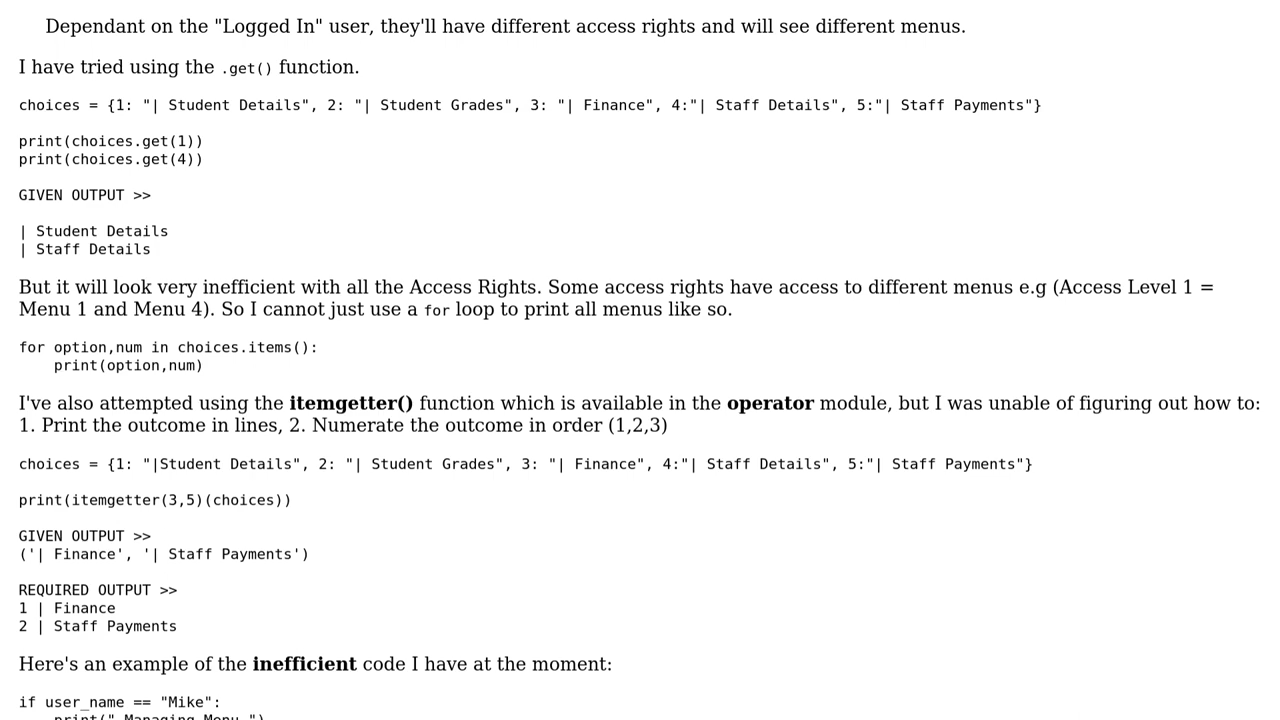 Dependant on the "Logged In" user, they'll have different access rights and will see different menus.
I have tried using the .get() function.
choices = {1: "| Student Details", 2: "| Student Grades", 3: "| Finance", 4:"| Staff Details", 5:"| Staff Payments"}
print(choices.get(1))
print(choices.get(4))
GIVEN OUTPUT >>
| Student Details
| Staff Details
But it will look very inefficient with all the Access Rights. Some access rights have access to different menus e.g (Access Level 1 =
Menu 1 and Menu 4). So I cannot just use a for loop to print all menus like so.
for option,num in choices.items():
    print(option,num)
I've also attempted using the itemgetter() function which is available in the operator module, but I was unable of figuring out how to:
1. Print the outcome in lines, 2. Numerate the outcome in order (1,2,3)
choices = {1: "|Student Details", 2: "| Student Grades", 3: "| Finance", 4:"| Staff Details", 5:"| Staff Payments"}
print(itemgetter(3,5)(choices))
GIVEN OUTPUT >>
('| Finance', '| Staff Payments')
REQUIRED OUTPUT >>
1 | Finance
2 | Staff Payments
Here's an example of the inefficient code I have at the moment:
if user_name == "Mike":
    print(" Managing Menu ")